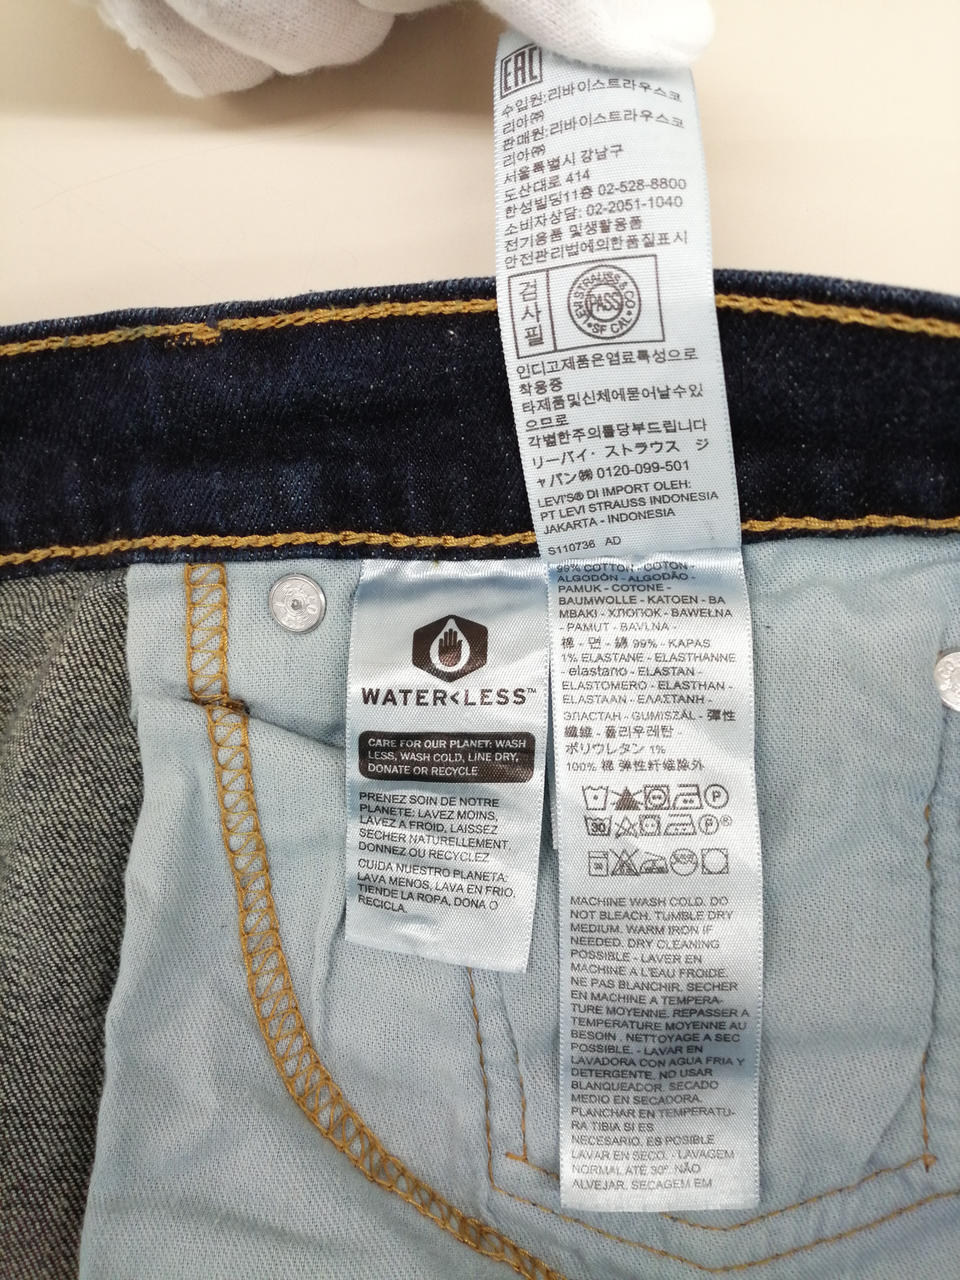 EAC
수입원:리바이스트라우스코
리아㈜
판매원:리바이스트라우스코
리아㈜
서울특별시 강남구
도산대로 414
한성빌딩11층 02-528-8800
소비자상담: 02-2051-1040
전기용품 및생활용품
안전관리법에의한품질표시
검
사
필
LEVI STRAUSS & CO
PASS
SF CAL
인디고제품은염료특성으로
착용중
타제품및신체에묻어날수있
으므로
각별한주의를당부드립니다
リーバイ・ストラウス ジ
ャパン㈱ 0120-099-501
LEVI'S® DI IMPORT OLEH:
PT LEVI STRAUSS INDONESIA
JAKARTA - INDONESIA
S110736 AD
WATER<LESS™
CARE FOR OUR PLANET: WASH
LESS, WASH COLD, LINE DRY,
DONATE OR RECYCLE
PRENEZ SOIN DE NOTRE
PLANETE: LAVEZ MOINS,
LAVEZ A FROID, LAISSEZ
SECHER NATURELLEMENT,
DONNEZ OU RECYCLEZ
CUIDA NUESTRO PLANETA:
LAVA MENOS, LAVA EN FRIO,
TIENDE LA ROPA, DONA O
RECICLA.
99% COTTON - COTON -
ALGODÓN - ALGODÃO -
PAMUK - COTONE -
BAUMWOLLE - KATOEN - BA
MBAKI - ХЛОПОК - BAWEŁNA
- PAMUT - BAVLNA -
棉 - 면 - 綿 99% - KAPAS
1% ELASTANE - ELASTHANNE
- elastano - ELASTAN -
ELASTOMERO - ELASTHAN -
ELASTAAN - ΕΛΑΣΤΑΝΗ -
ЭЛАСТАН - GUMISZÁL - 彈性
纖維 - 폴리우레탄 -
ポリウレタン 1%
100% 棉 弹性纤维除外
MACHINE WASH COLD. DO
NOT BLEACH. TUMBLE DRY
MEDIUM. WARM IRON IF
NEEDED. DRY CLEANING
POSSIBLE - LAVER EN
MACHINE A L'EAU FROIDE.
NE PAS BLANCHIR. SECHER
EN MACHINE A TEMPERA-
TURE MOYENNE. REPASSER A
TEMPERATURE MOYENNE AU
BESOIN . NETTOYAGE A SEC
POSSIBLE. - LAVAR EN
LAVADORA CON AGUA FRIA Y
DETERGENTE. NO USAR
BLANQUEADOR. SECADO
MEDIO EN SECADORA.
PLANCHAR EN TEMPERATU-
RA TIBIA SI ES
NECESARIO. ES POSIBLE
LAVAR EN SECO. - LAVAGEM
NORMAL ATÉ 30º. NÃO
ALVEJAR. SECAGEM EM